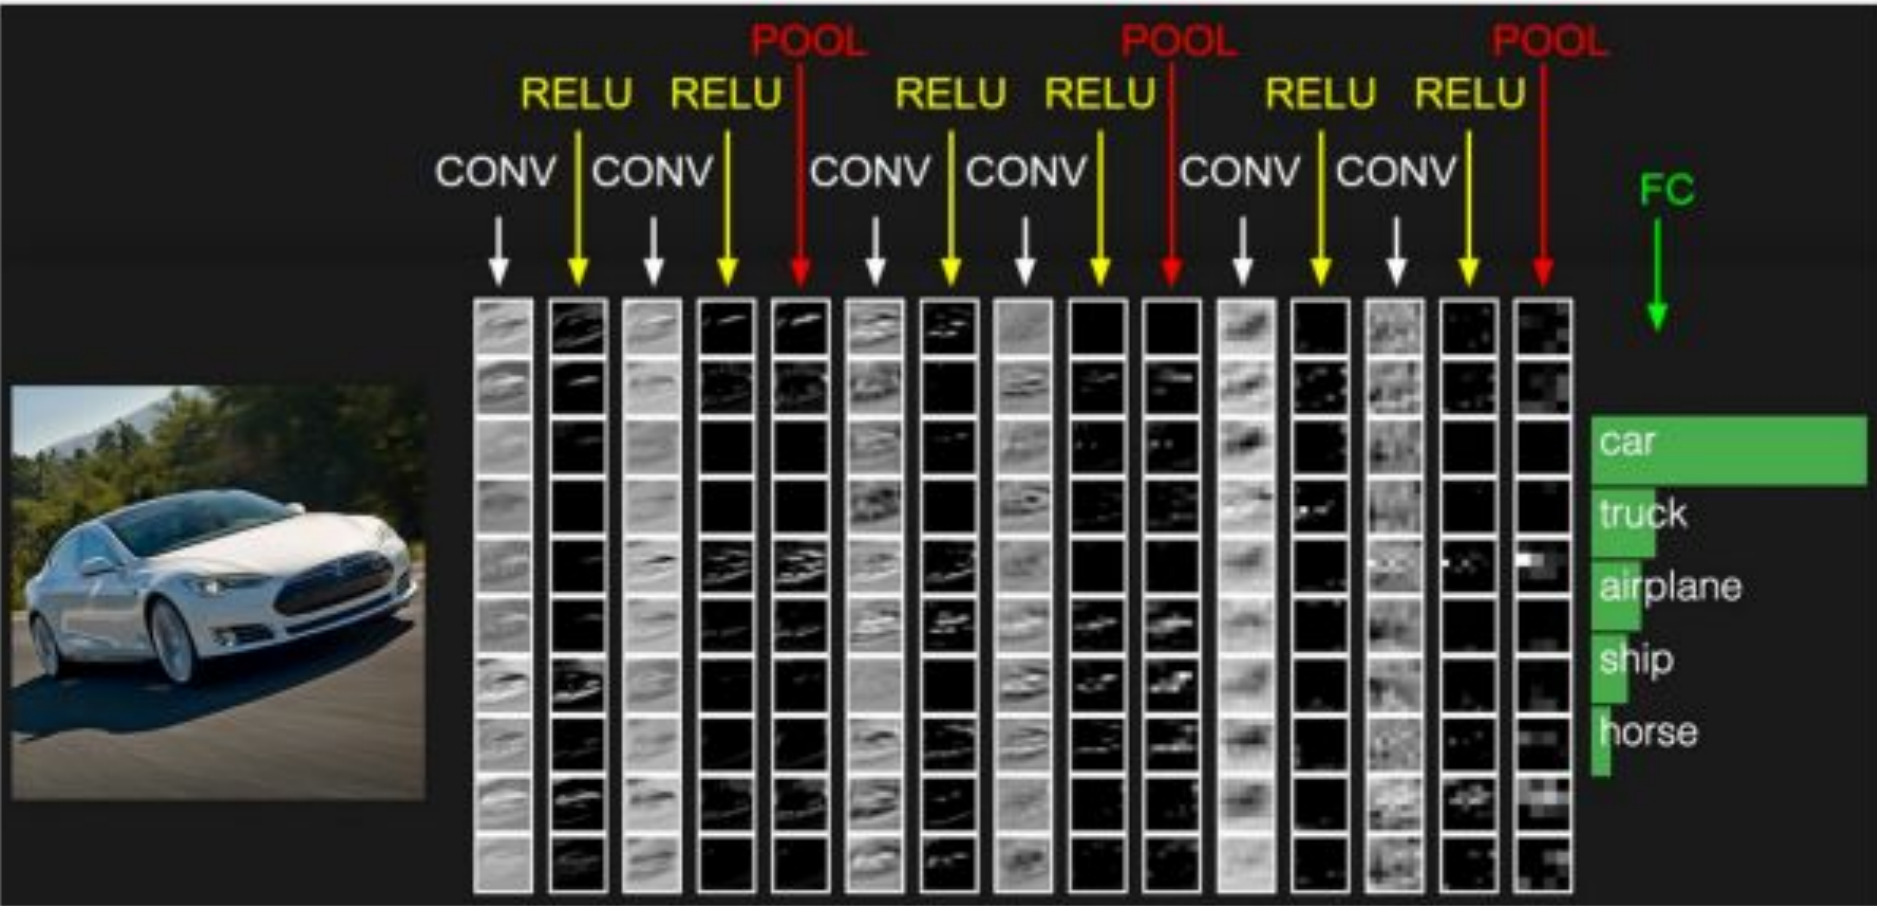 POOL POOL POOL
RELU RELU RELU RELU RELU RELU
CONV CONV CONV CONV CONV CONV
FC
car
truck
airplane
ship
horse